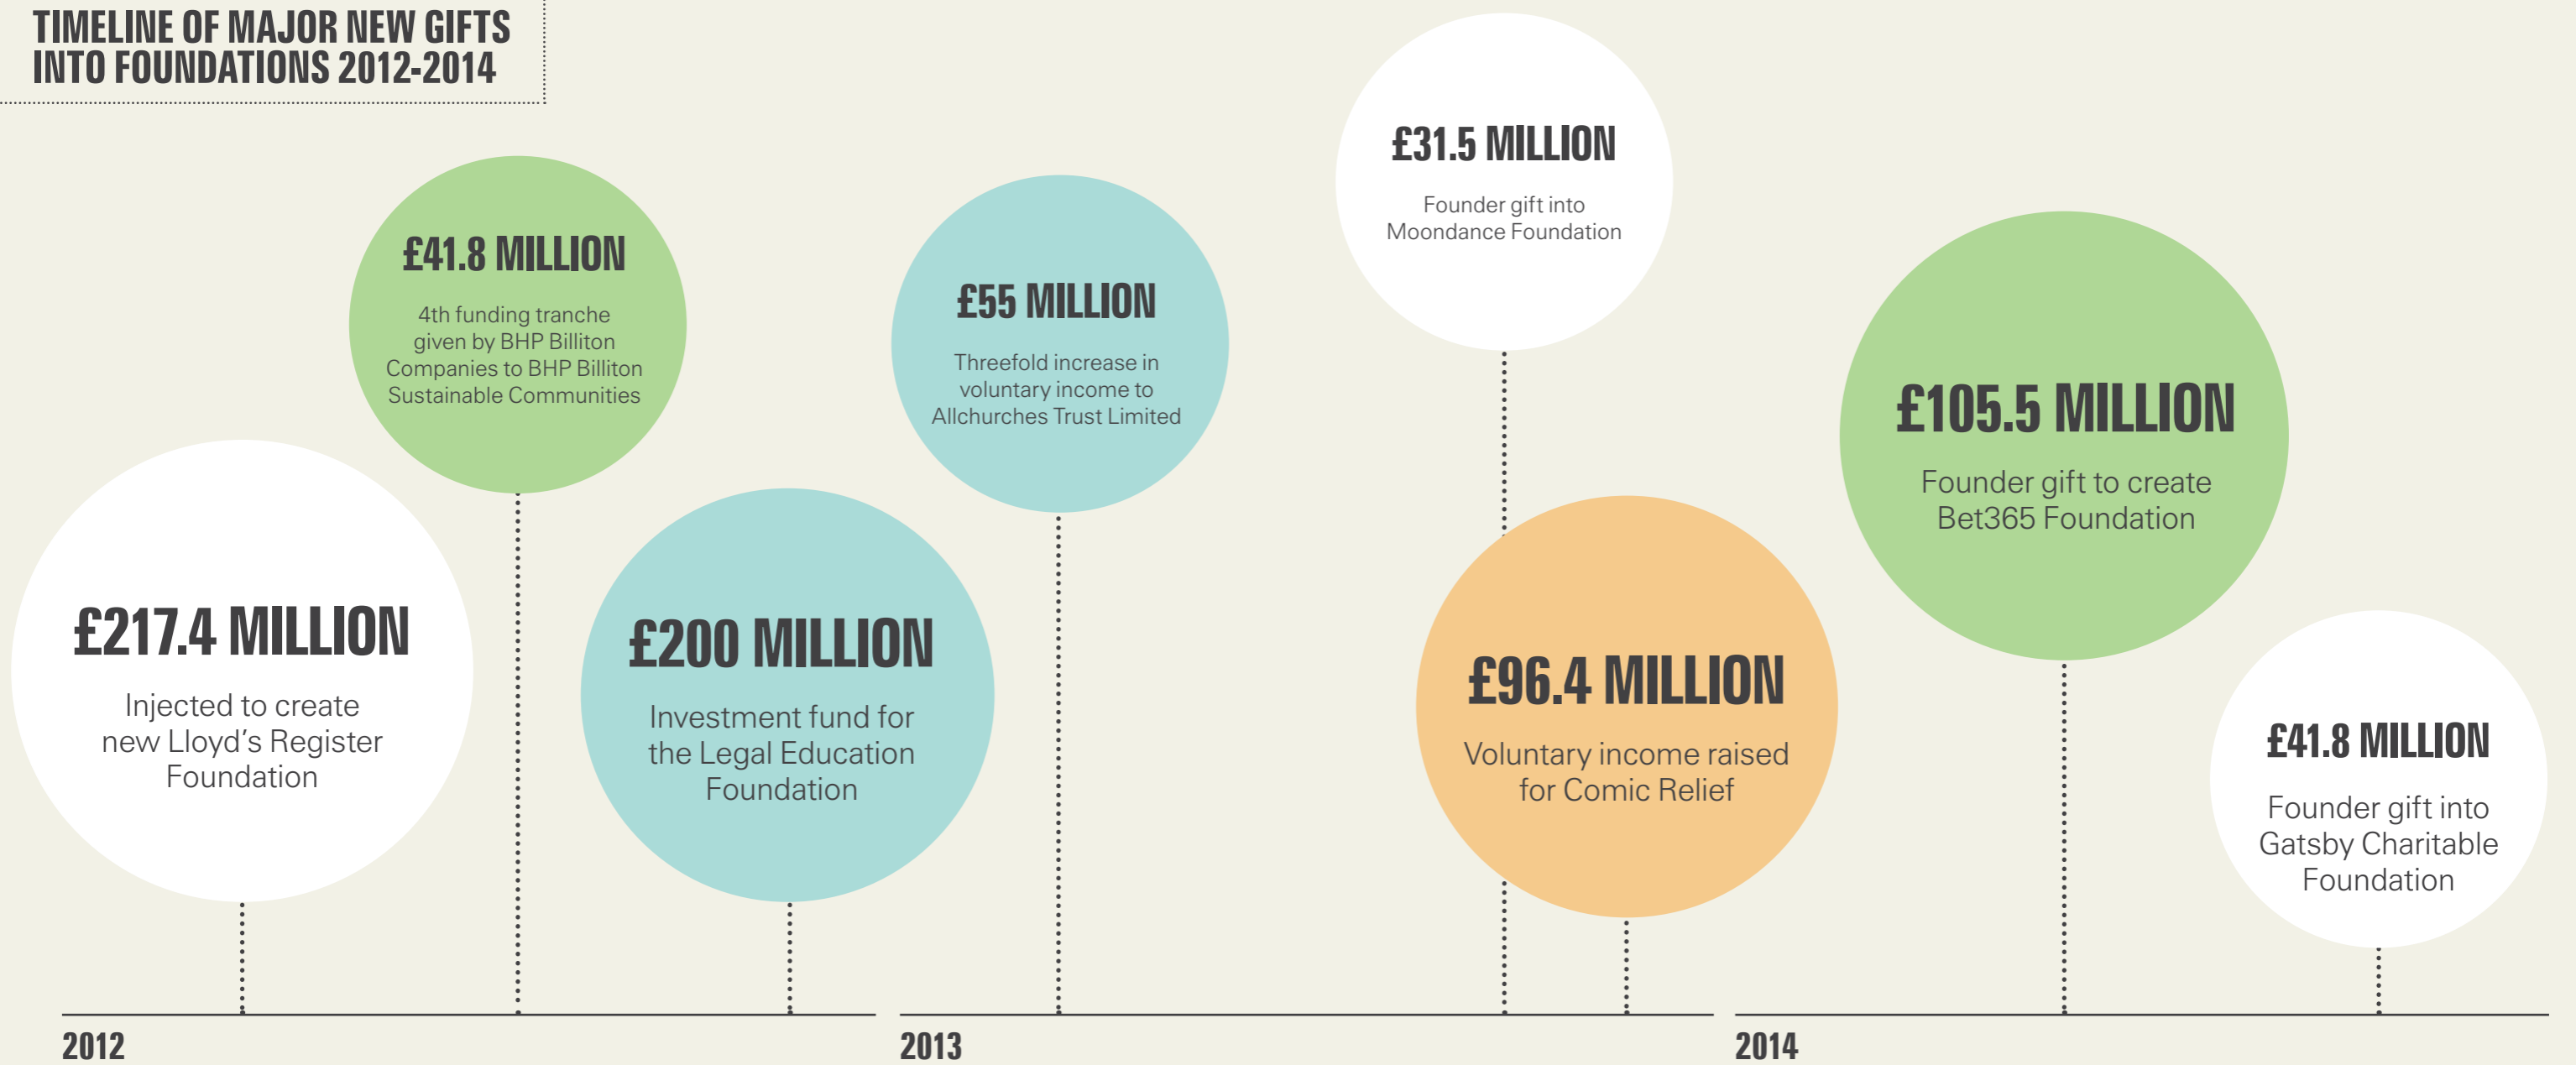 TIMELINE OF MAJOR NEW GIFTS
INTO FOUNDATIONS 2012-2014
£217.4 MILLION
Injected to create
new Lloyd’s Register
Foundation
£41.8 MILLION
4th funding tranche
given by BHP Billiton
Companies to BHP Billiton
Sustainable Communities
£200 MILLION
Investment fund for
the Legal Education
Foundation
£55 MILLION
Threefold increase in
voluntary income to
Allchurches Trust Limited
£31.5 MILLION
Founder gift into
Moondance Foundation
£96.4 MILLION
Voluntary income raised
for Comic Relief
£105.5 MILLION
Founder gift to create
Bet365 Foundation
£41.8 MILLION
Founder gift into
Gatsby Charitable
Foundation
2012
2013
2014